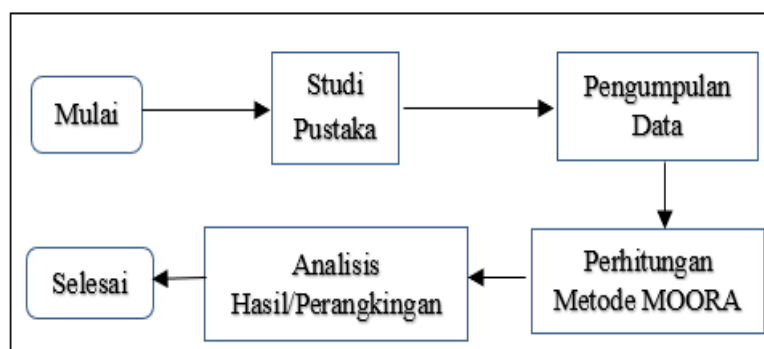 Mulai
Studi
Pustaka
Pengumpulan
Data
Perhitungan
Metode MOORA
Analisis
Hasil/Perangkingan
Selesai